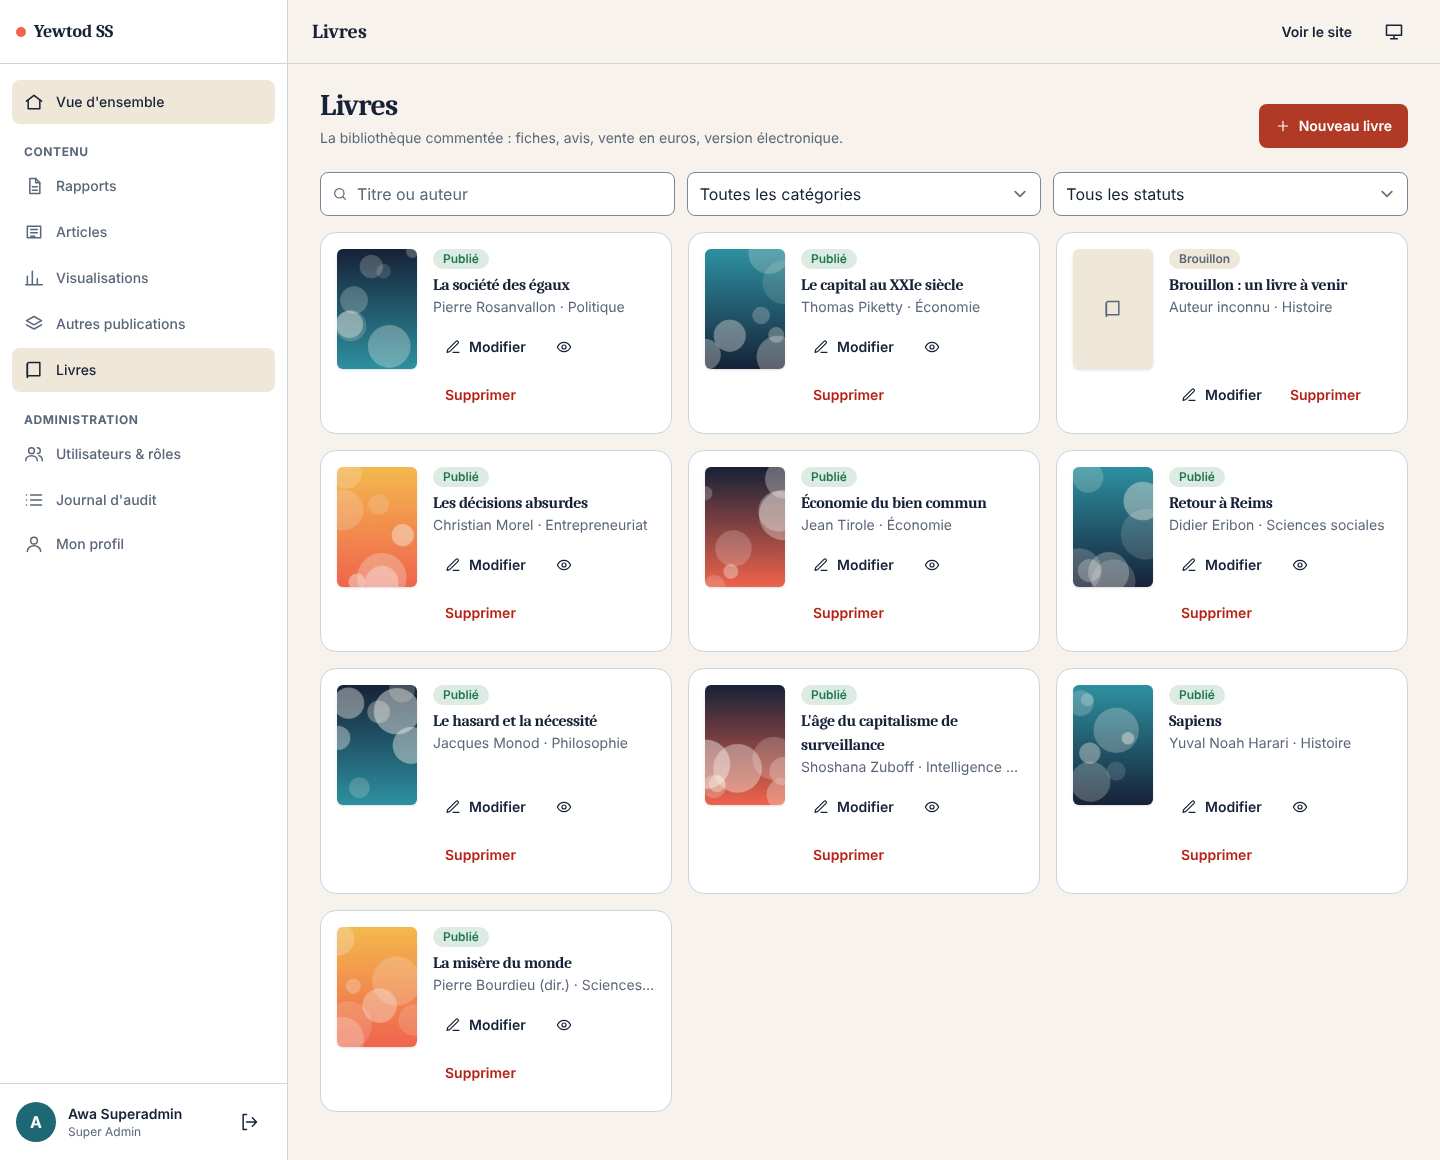 Yewtod SS
Livres
Voir le site
Vue d'ensemble
CONTENU
Rapports
Articles
Visualisations
Autres publications
Livres
ADMINISTRATION
Utilisateurs & rôles
Journal d'audit
Mon profil
A
Awa Superadmin
Super Admin
Livres
La bibliothèque commentée : fiches, avis, vente en euros, version électronique.
Nouveau livre
Titre ou auteur
Toutes les catégories
Tous les statuts
Publié
La société des égaux
Pierre Rosanvallon · Politique
Modifier
Supprimer
Publié
Le capital au XXIe siècle
Thomas Piketty · Économie
Modifier
Supprimer
Brouillon
Brouillon : un livre à venir
Auteur inconnu · Histoire
Modifier Supprimer
Publié
Les décisions absurdes
Christian Morel · Entrepreneuriat
Modifier
Supprimer
Publié
Économie du bien commun
Jean Tirole · Économie
Modifier
Supprimer
Publié
Retour à Reims
Didier Eribon · Sciences sociales
Modifier
Supprimer
Publié
Le hasard et la nécessité
Jacques Monod · Philosophie
Modifier
Supprimer
Publié
L'âge du capitalisme de
surveillance
Shoshana Zuboff · Intelligence ...
Modifier
Supprimer
Publié
Sapiens
Yuval Noah Harari · Histoire
Modifier
Supprimer
Publié
La misère du monde
Pierre Bourdieu (dir.) · Sciences...
Modifier
Supprimer